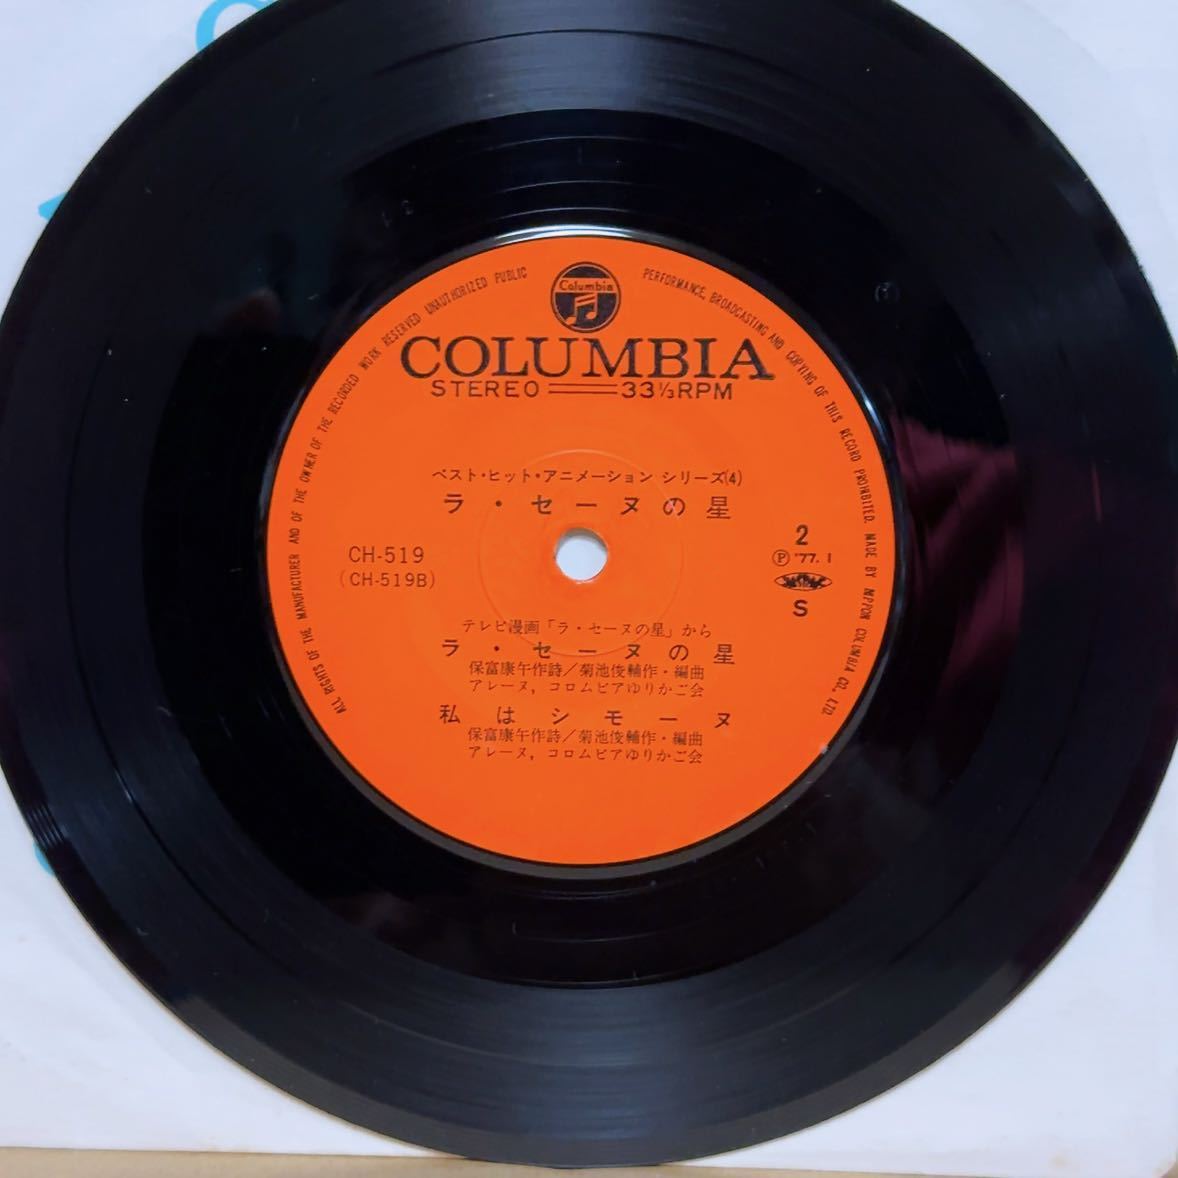 Columbia
COLUMBIA
STEREO 33⅓RPM
ベスト・ヒット・アニメーション シリーズ(4)
ラ・セーヌの星
CH-519
(CH-519B)
2
Ⓟ '77.1
JASRAC
S
テレビ漫画「ラ・セーヌの星」から
ラ・セーヌの星
保富康午作詩/菊池俊輔作・編曲
アレーヌ, コロムビアゆりかご会
私はシモーヌ
保富康午作詩/菊池俊輔作・編曲
アレーヌ, コロムビアゆりかご会
ALL RIGHTS OF THE MANUFACTURER AND OF THE OWNER OF THE RECORDED WORK RESERVED UNAUTHORIZED PUBLIC PERFORMANCE, BROADCASTING AND COPYING OF THIS RECORD PROHIBITED. MADE BY NIPPON COLUMBIA CO., LTD.